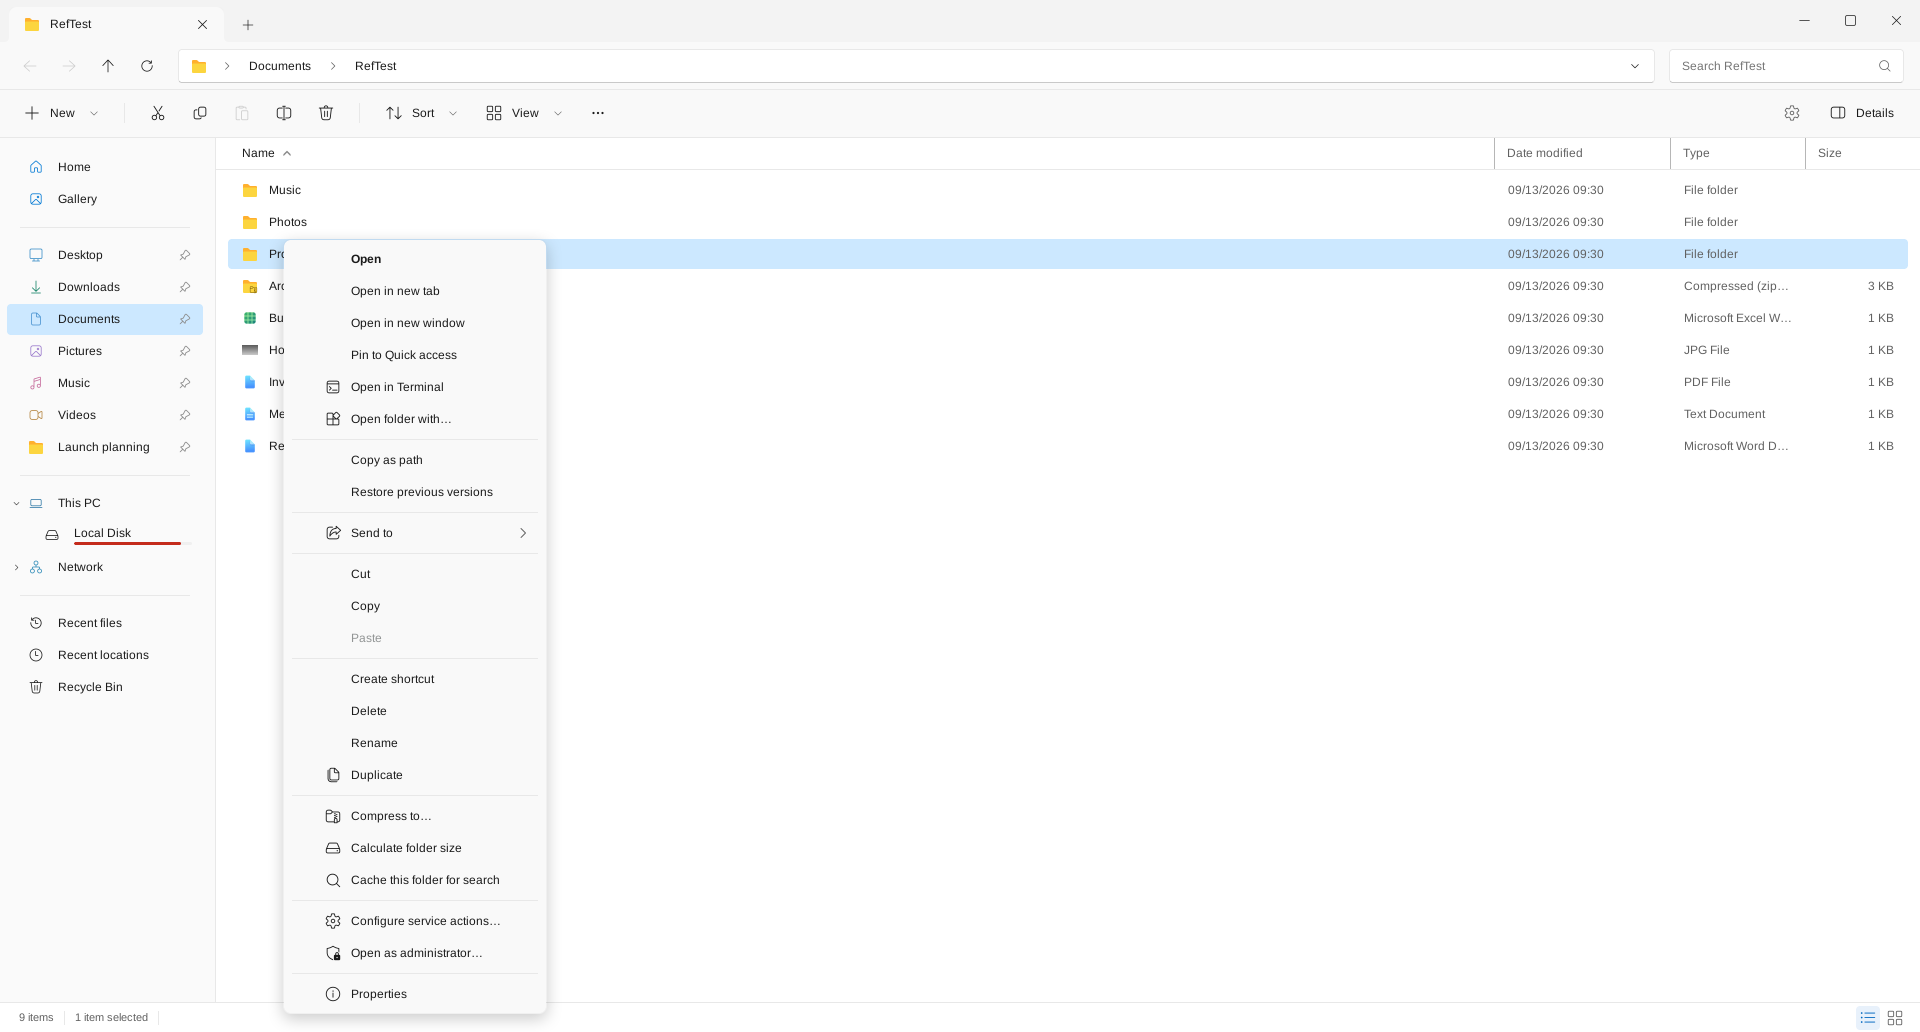 RefTest
Documents
RefTest
Search RefTest
New
Sort
View
Details
Home
Gallery
Desktop
Downloads
Documents
Pictures
Music
Videos
Launch planning
This PC
Local Disk
Network
Recent files
Recent locations
Recycle Bin
Name Date modified Type Size
Music 09/13/2026 09:30 File folder
Photos 09/13/2026 09:30 File folder
09/13/2026 09:30 File folder
09/13/2026 09:30 Compressed (zip... 3 KB
09/13/2026 09:30 Microsoft Excel W... 1 KB
09/13/2026 09:30 JPG File 1 KB
09/13/2026 09:30 PDF File 1 KB
09/13/2026 09:30 Text Document 1 KB
09/13/2026 09:30 Microsoft Word D... 1 KB
Open
Open in new tab
Open in new window
Pin to Quick access
Open in Terminal
Open folder with...
Copy as path
Restore previous versions
Send to
Cut
Copy
Paste
Create shortcut
Delete
Rename
Duplicate
Compress to...
Calculate folder size
Cache this folder for search
Configure service actions...
Open as administrator...
Properties
9 items 1 item selected